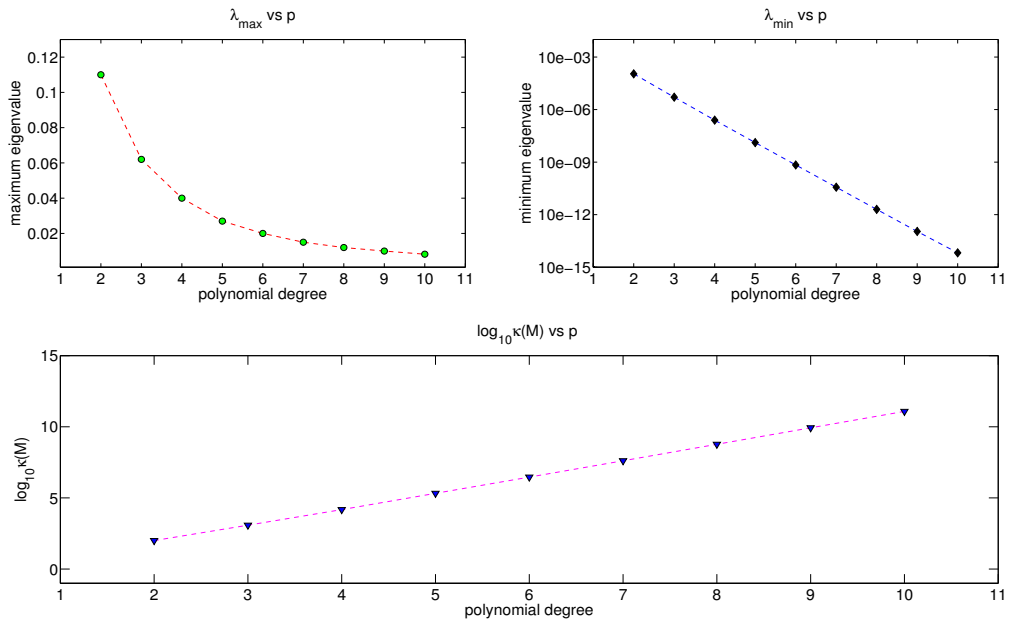 λmax vs p
maximum eigenvalue
0.12
0.1
0.08
0.06
0.04
0.02
1 2 3 4 5 6 7 8 9 10 11
polynomial degree
λmin vs p
minimum eigenvalue
10e−03
10e−06
10e−09
10e−12
10e−15
1 2 3 4 5 6 7 8 9 10 11
polynomial degree
log10κ(M) vs p
log10κ(M)
15
10
5
0
1 2 3 4 5 6 7 8 9 10 11
polynomial degree